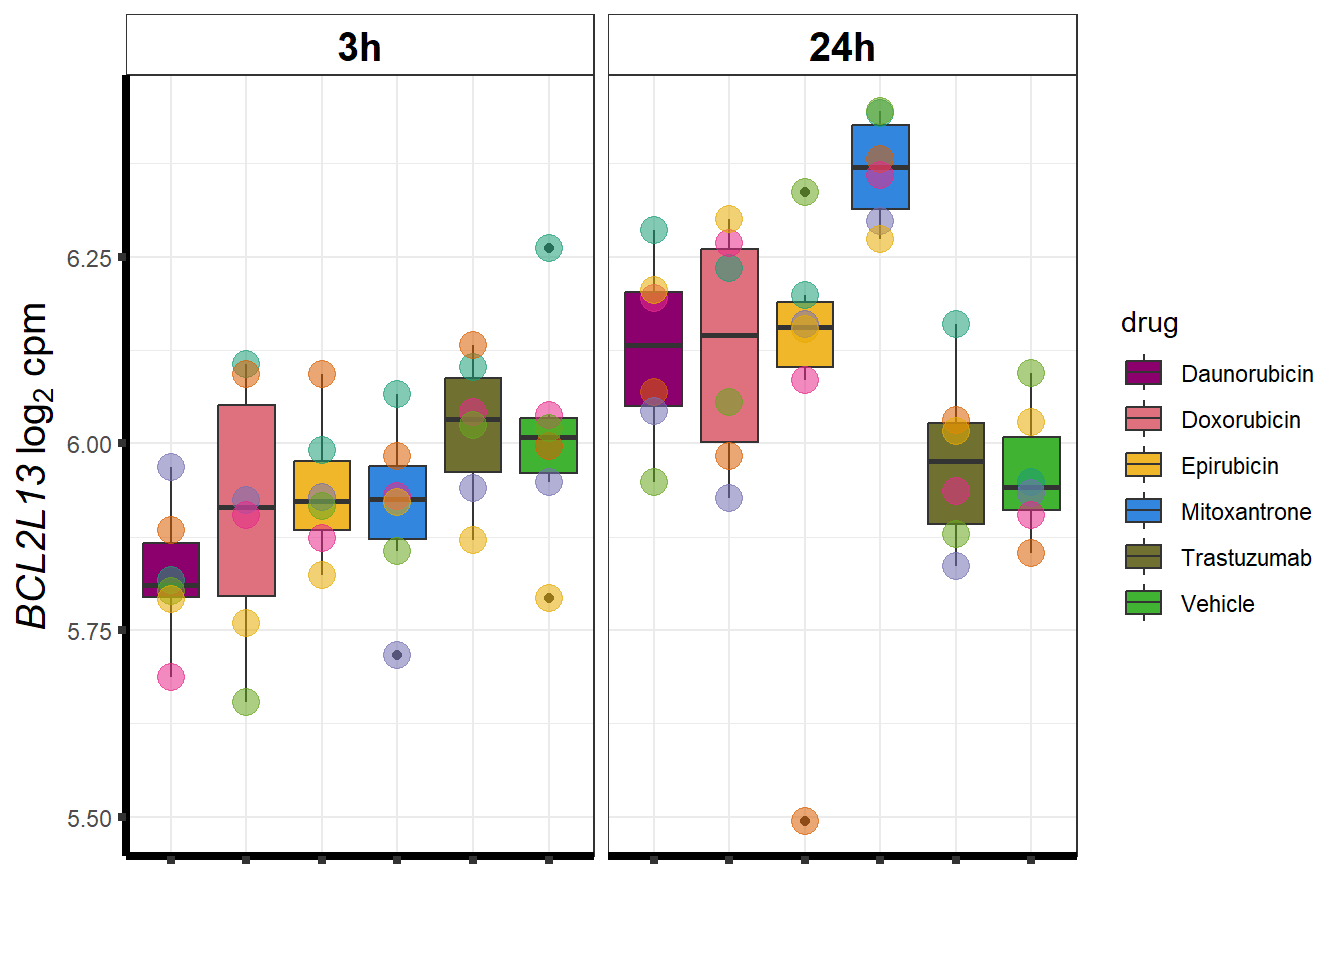 3h
24h
6.25
6.00
5.75
5.50
BCL2L13 log₂ cpm
drug
Daunorubicin
Doxorubicin
Epirubicin
Mitoxantrone
Trastuzumab
Vehicle